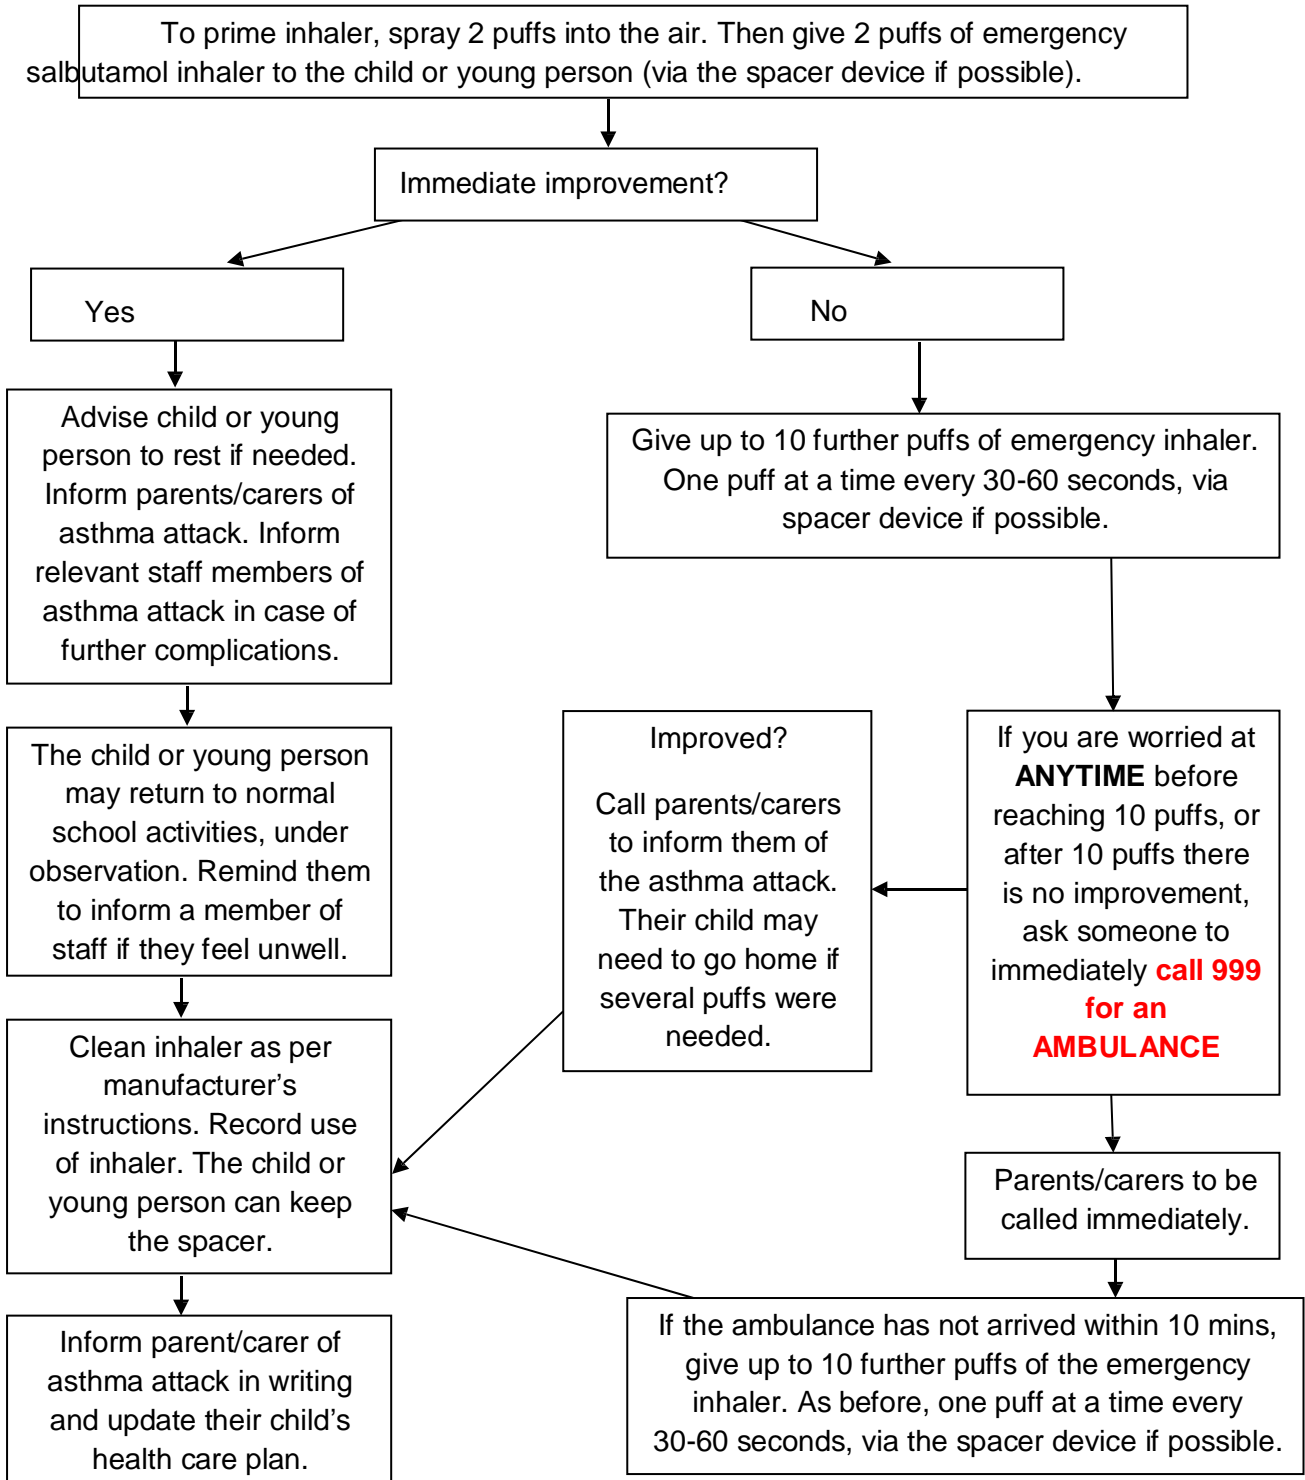 To prime inhaler, spray 2 puffs into the air. Then give 2 puffs of emergency
salbutamol inhaler to the child or young person (via the spacer device if possible).
Immediate improvement?
Yes
No
Advise child or young
person to rest if needed.
Inform parents/carers of
asthma attack. Inform
relevant staff members of
asthma attack in case of
further complications.
Give up to 10 further puffs of emergency inhaler.
One puff at a time every 30-60 seconds, via
spacer device if possible.
The child or young person
may return to normal
school activities, under
observation. Remind them
to inform a member of
staff if they feel unwell.
Improved?
Call parents/carers
to inform them of
the asthma attack.
Their child may
need to go home if
several puffs were
needed.
If you are worried at
ANYTIME before
reaching 10 puffs, or
after 10 puffs there
is no improvement,
ask someone to
immediately call 999
for an
AMBULANCE
Clean inhaler as per
manufacturer’s
instructions. Record use
of inhaler. The child or
young person can keep
the spacer.
Parents/carers to be
called immediately.
Inform parent/carer of
asthma attack in writing
and update their child’s
health care plan.
If the ambulance has not arrived within 10 mins,
give up to 10 further puffs of the emergency
inhaler. As before, one puff at a time every
30-60 seconds, via the spacer device if possible.